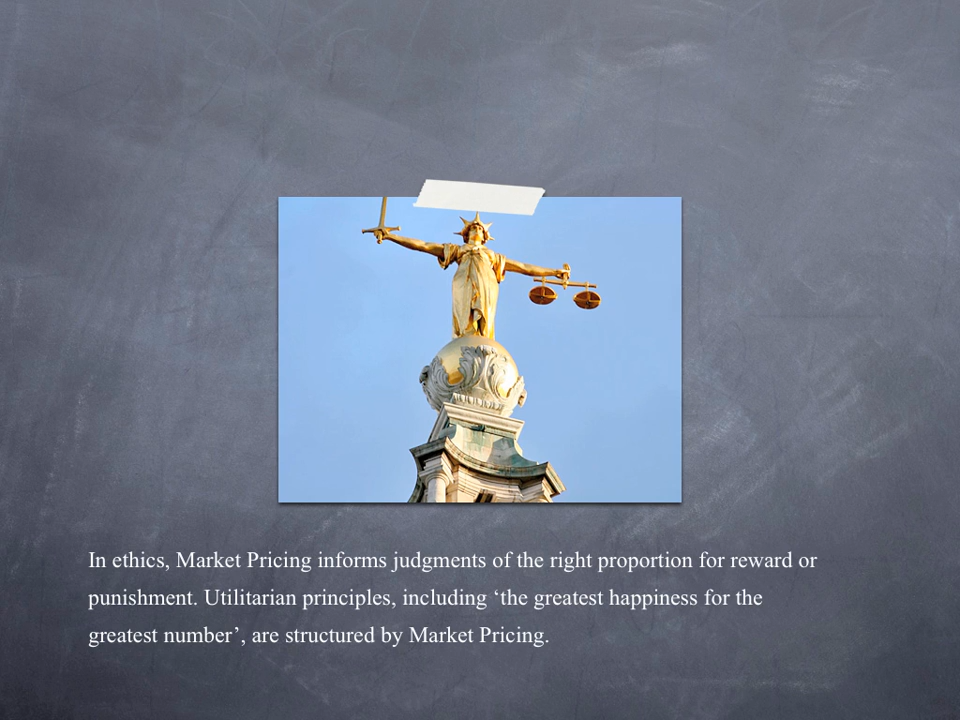 In ethics, Market Pricing informs judgments of the right proportion for reward or
punishment. Utilitarian principles, including ‘the greatest happiness for the
greatest number’, are structured by Market Pricing.